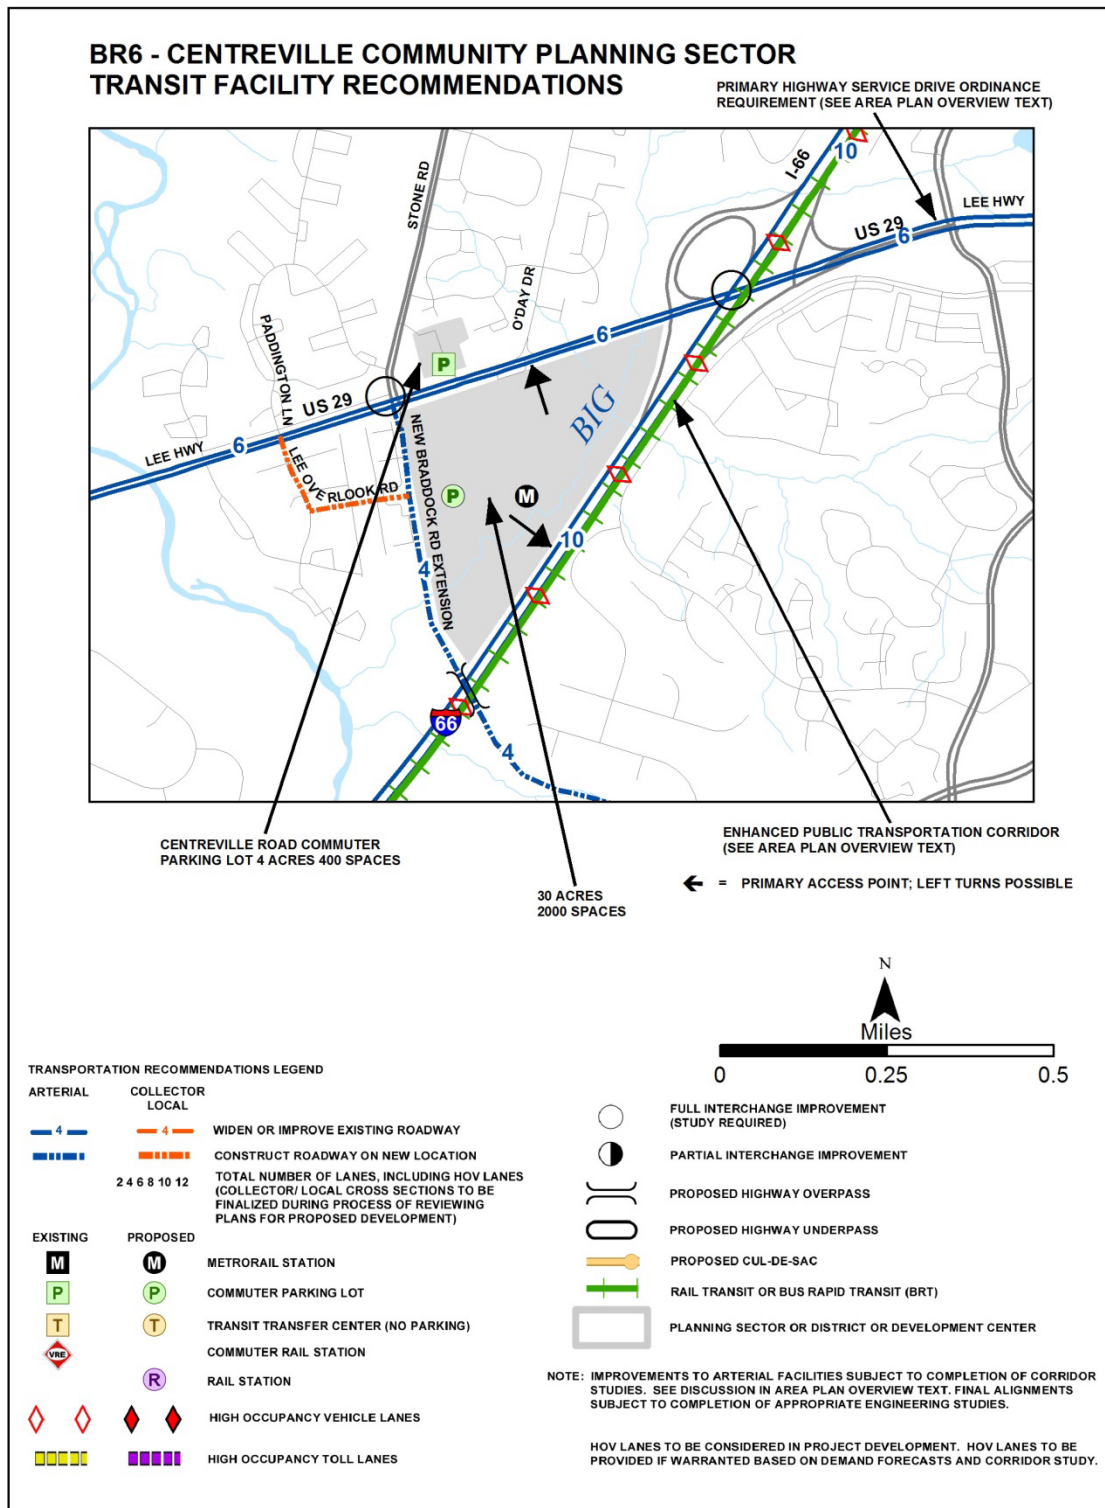 BR6 - CENTREVILLE COMMUNITY PLANNING SECTOR
TRANSIT FACILITY RECOMMENDATIONS
PRIMARY HIGHWAY SERVICE DRIVE ORDINANCE
REQUIREMENT (SEE AREA PLAN OVERVIEW TEXT)
10
I-66
STONE RD
LEE HWY
US 29
6
O'DAY DR
PADDINGTON LN
6
P
US 29
BIG
NEW BRADDOCK RD EXTENSION
LEE HWY
6
LEE OVERLOOK RD
P
M
10
4
66
4
CENTREVILLE ROAD COMMUTER
PARKING LOT 4 ACRES 400 SPACES
ENHANCED PUBLIC TRANSPORTATION CORRIDOR
(SEE AREA PLAN OVERVIEW TEXT)
= PRIMARY ACCESS POINT; LEFT TURNS POSSIBLE
30 ACRES
2000 SPACES
N
Miles
0 0.25 0.5
TRANSPORTATION RECOMMENDATIONS LEGEND
ARTERIAL COLLECTOR
LOCAL
4 4 WIDEN OR IMPROVE EXISTING ROADWAY
CONSTRUCT ROADWAY ON NEW LOCATION
2 4 6 8 10 12 TOTAL NUMBER OF LANES, INCLUDING HOV LANES
(COLLECTOR/ LOCAL CROSS SECTIONS TO BE
FINALIZED DURING PROCESS OF REVIEWING
PLANS FOR PROPOSED DEVELOPMENT)
EXISTING PROPOSED
M M METRORAIL STATION
P P COMMUTER PARKING LOT
T T TRANSIT TRANSFER CENTER (NO PARKING)
VRE COMMUTER RAIL STATION
R RAIL STATION
HIGH OCCUPANCY VEHICLE LANES
HIGH OCCUPANCY TOLL LANES
FULL INTERCHANGE IMPROVEMENT
(STUDY REQUIRED)
PARTIAL INTERCHANGE IMPROVEMENT
PROPOSED HIGHWAY OVERPASS
PROPOSED HIGHWAY UNDERPASS
PROPOSED CUL-DE-SAC
RAIL TRANSIT OR BUS RAPID TRANSIT (BRT)
PLANNING SECTOR OR DISTRICT OR DEVELOPMENT CENTER
NOTE: IMPROVEMENTS TO ARTERIAL FACILITIES SUBJECT TO COMPLETION OF CORRIDOR
STUDIES. SEE DISCUSSION IN AREA PLAN OVERVIEW TEXT. FINAL ALIGNMENTS
SUBJECT TO COMPLETION OF APPROPRIATE ENGINEERING STUDIES.
HOV LANES TO BE CONSIDERED IN PROJECT DEVELOPMENT. HOV LANES TO BE
PROVIDED IF WARRANTED BASED ON DEMAND FORECASTS AND CORRIDOR STUDY.